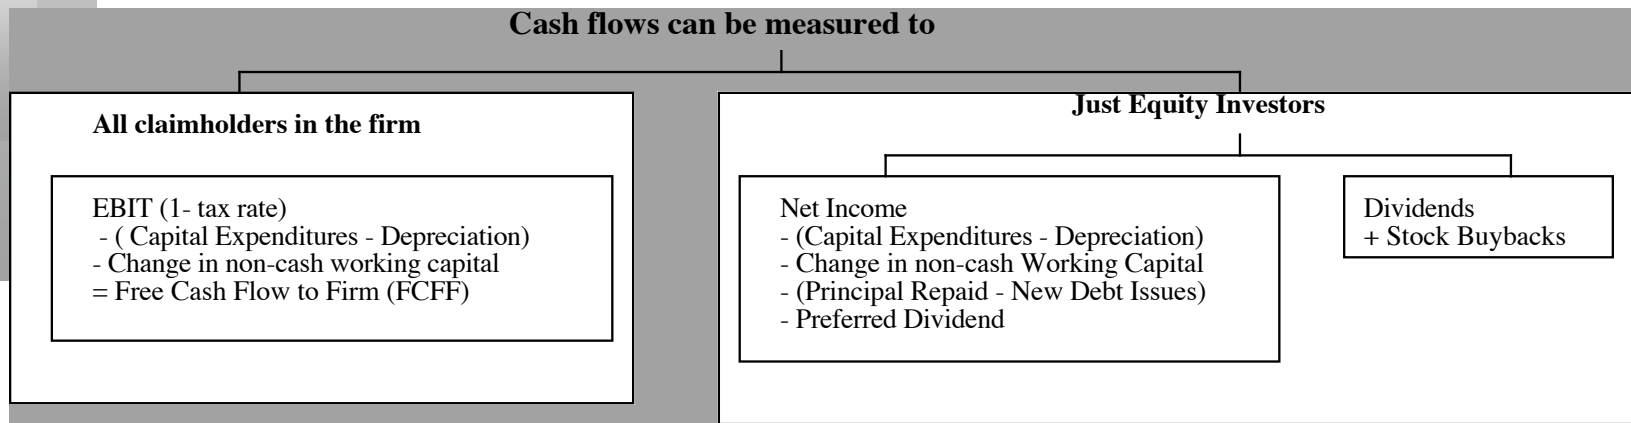 Cash flows can be measured to
All claimholders in the firm
EBIT (1- tax rate)
- ( Capital Expenditures - Depreciation)
- Change in non-cash working capital
= Free Cash Flow to Firm (FCFF)
Just Equity Investors
Net Income
- (Capital Expenditures - Depreciation)
- Change in non-cash Working Capital
- (Principal Repaid - New Debt Issues)
- Preferred Dividend
Dividends
+ Stock Buybacks